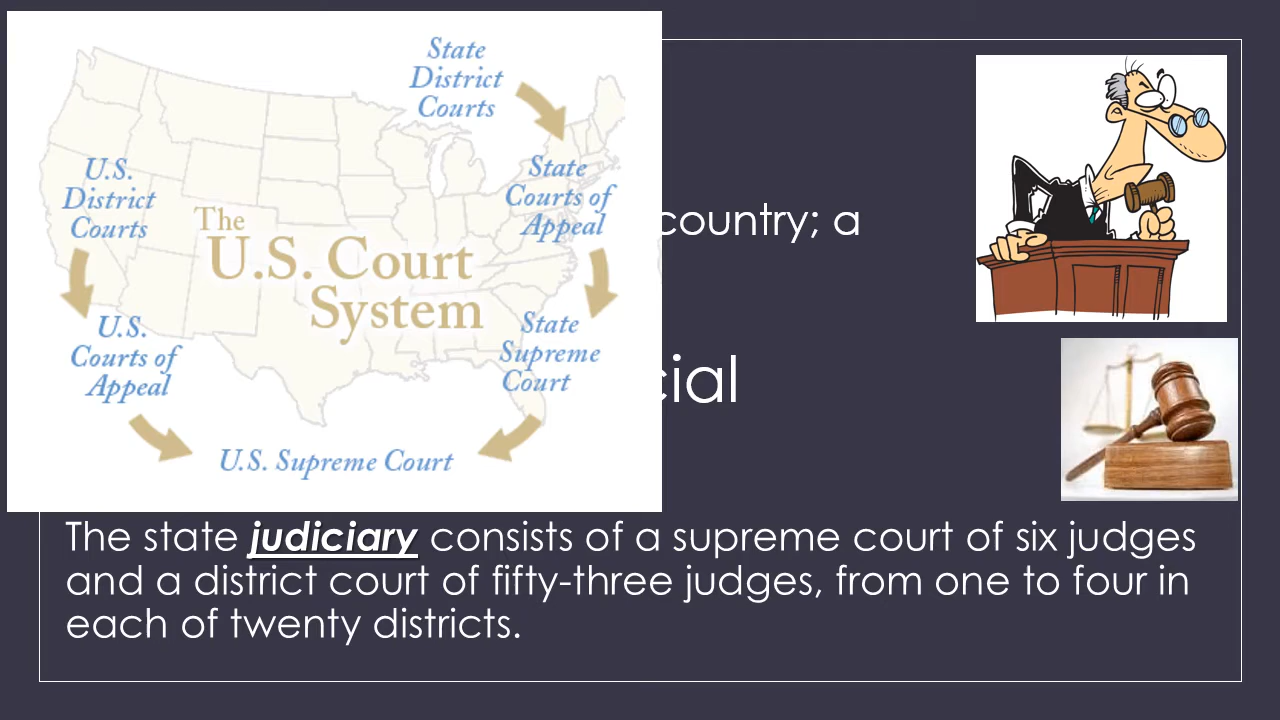 State
District
Courts
U.S.
District
Courts
State
Courts of
Appeal
The
U.S. Court
System
U.S.
Courts of
Appeal
State
Supreme
Court
U.S. Supreme Court
country; a
The state judiciary consists of a supreme court of six judges
and a district court of fifty-three judges, from one to four in
each of twenty districts.